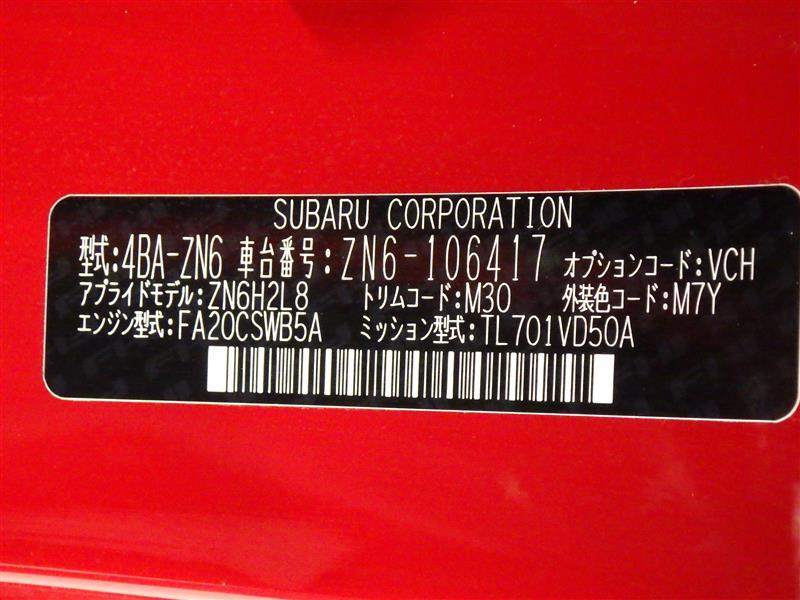 SUBARU CORPORATION
型式:4BA-ZN6 車台番号:ZN6-106417 オプションコード:VCH
アプライドモデル:ZN6H2L8 トリムコード:M30 外装色コード:M7Y
エンジン型式:FA20CSWB5A ミッション型式:TL701VD50A